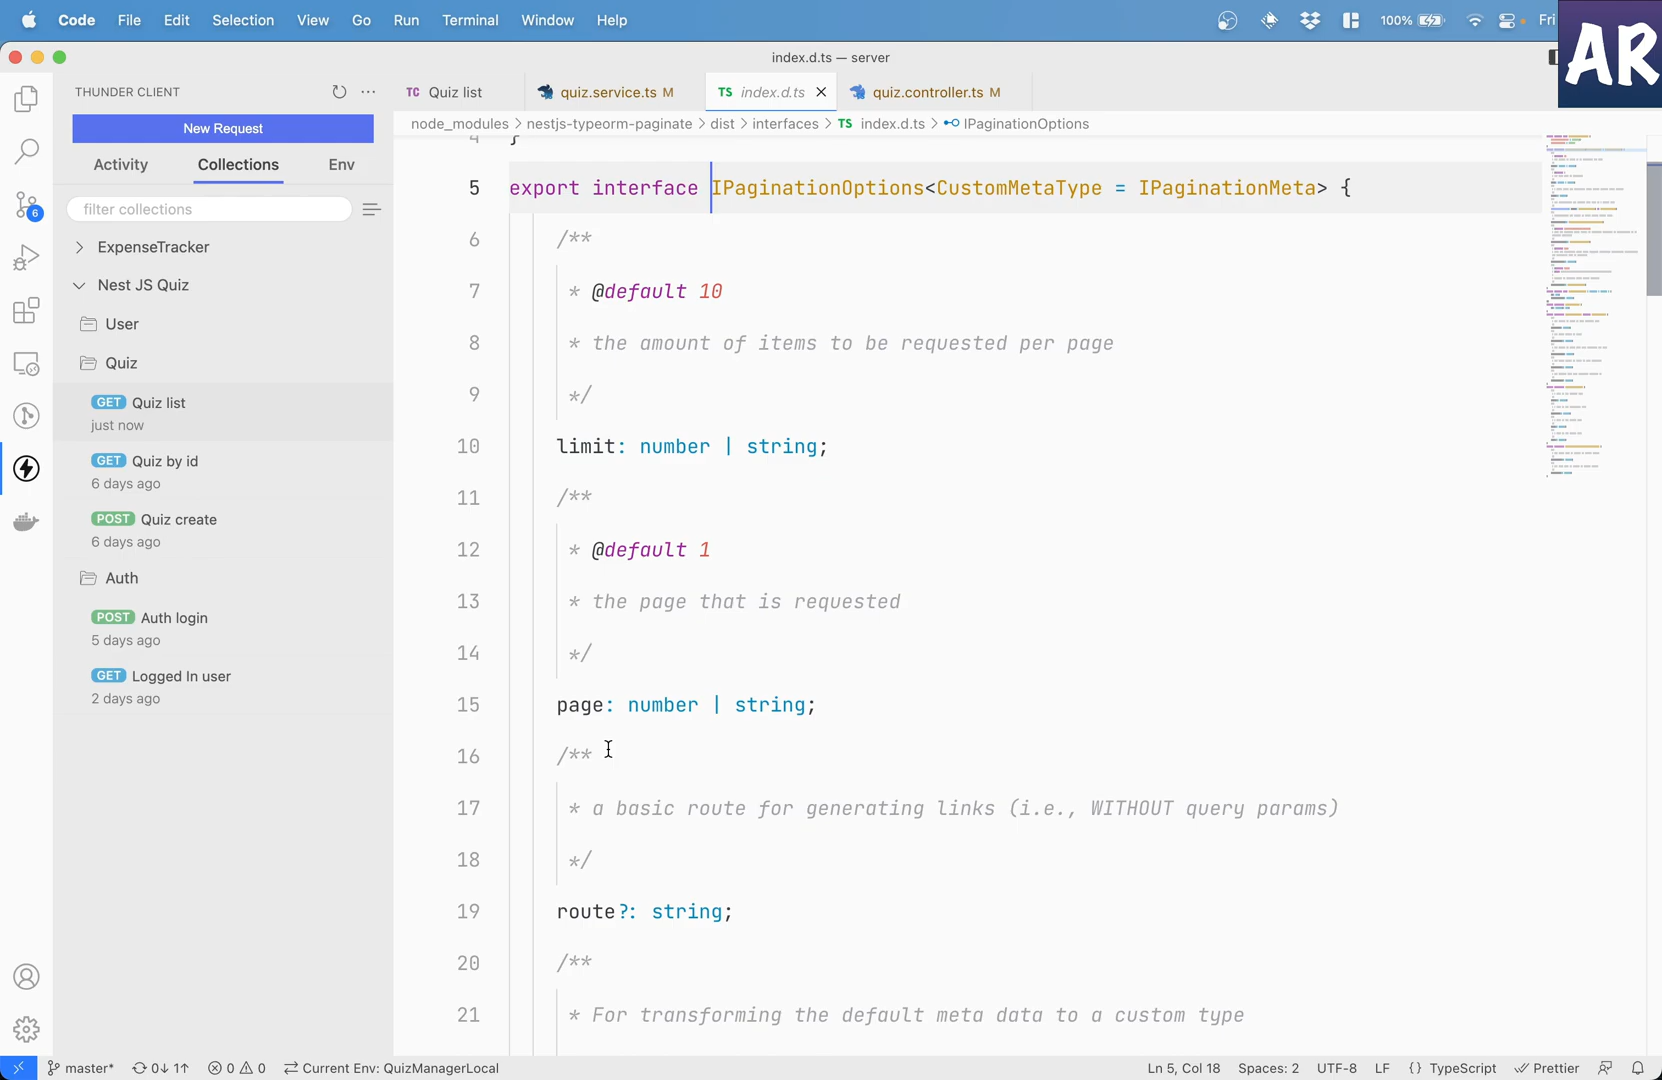 Code File Edit Selection View Go Run Terminal Window Help 100% Fri
AR
index.d.ts — server
THUNDER CLIENT
New Request
Activity Collections Env
filter collections
ExpenseTracker
Nest JS Quiz
User
Quiz
GET Quiz list
just now
GET Quiz by id
6 days ago
POST Quiz create
6 days ago
Auth
POST Auth login
5 days ago
GET Logged In user
2 days ago
6
TC Quiz list quiz.service.ts M TS index.d.ts quiz.controller.ts M
node_modules > nestjs-typeorm-paginate > dist > interfaces > TS index.d.ts > IPaginationOptions
4 }
5 export interface IPaginationOptions<CustomMetaType = IPaginationMeta> {
6 /**
7 * @default 10
8 * the amount of items to be requested per page
9 */
10 limit: number | string;
11 /**
12 * @default 1
13 * the page that is requested
14 */
15 page: number | string;
16 /**
17 * a basic route for generating links (i.e., WITHOUT query params)
18 */
19 route?: string;
20 /**
21 * For transforming the default meta data to a custom type
master* 0↓ 1↑ 0 0 Current Env: QuizManagerLocal Ln 5, Col 18 Spaces: 2 UTF-8 LF {} TypeScript Prettier